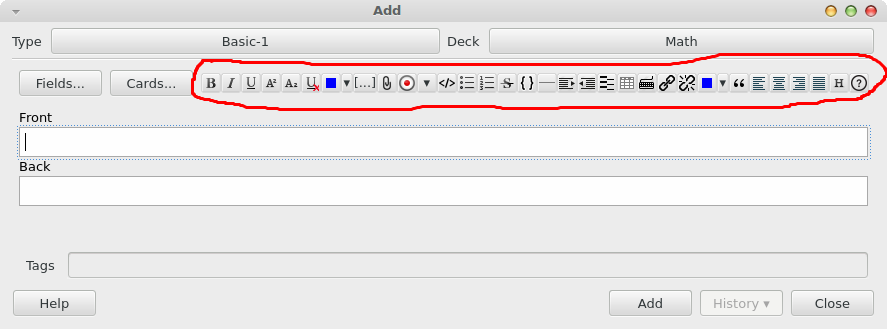 Add
Type Basic-1 Deck Math
Fields... Cards... B I U A² A₂ U [...] </> S { } H ?
Front
Back
Tags
Help Add History ▾ Close